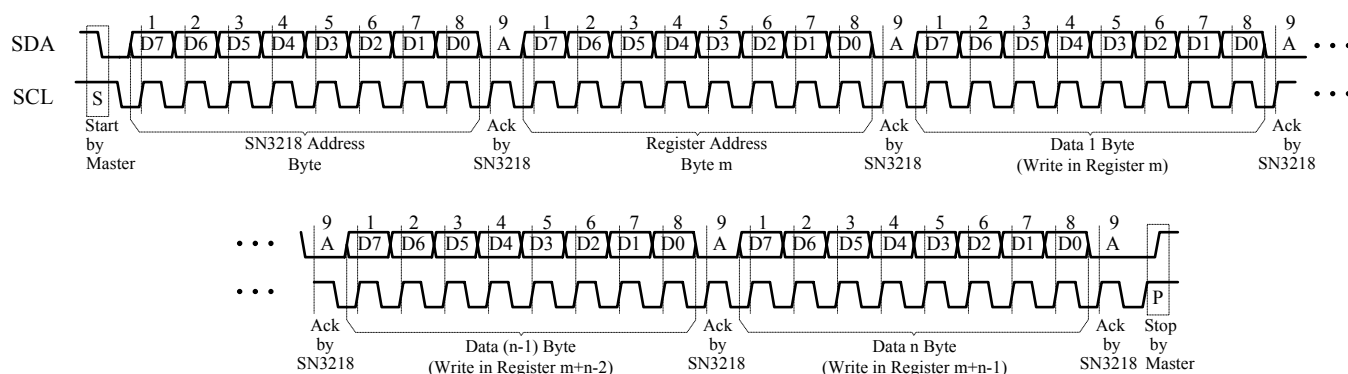 1 2 3 4 5 6 7 8 9 1 2 3 4 5 6 7 8 9 1 2 3 4 5 6 7 8 9
SDA D7 D6 D5 D4 D3 D2 D1 D0 A D7 D6 D5 D4 D3 D2 D1 D0 A D7 D6 D5 D4 D3 D2 D1 D0 A • • •
SCL S • • •
Start by Master
SN3218 Address
Byte
Ack by SN3218
Register Address
Byte m
Ack by SN3218
Data 1 Byte
(Write in Register m)
Ack by SN3218
9 1 2 3 4 5 6 7 8 9 1 2 3 4 5 6 7 8 9
• • • A D7 D6 D5 D4 D3 D2 D1 D0 A D7 D6 D5 D4 D3 D2 D1 D0 A
• • • P
Ack by SN3218
Data (n-1) Byte
(Write in Register m+n-2)
Ack by SN3218
Data n Byte
(Write in Register m+n-1)
Ack by SN3218
Stop by Master